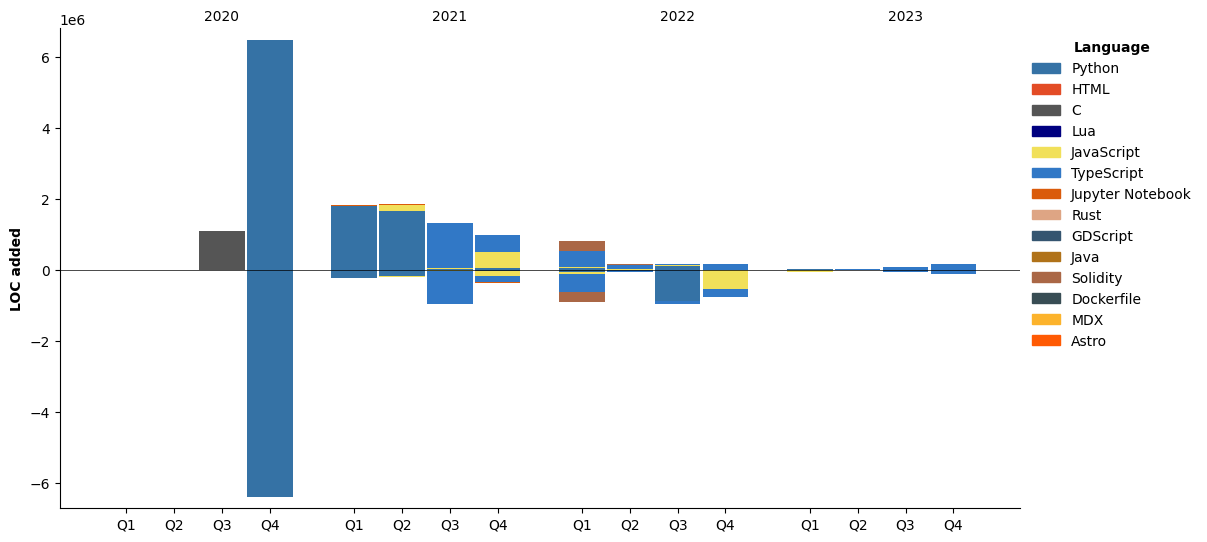 2020 2021 2022 2023
1e6
Language
Python
HTML
C
Lua
JavaScript
TypeScript
Jupyter Notebook
Rust
GDScript
Java
Solidity
Dockerfile
MDX
Astro
LOC added
6
4
2
0
−2
−4
−6
Q1 Q2 Q3 Q4 Q1 Q2 Q3 Q4 Q1 Q2 Q3 Q4 Q1 Q2 Q3 Q4